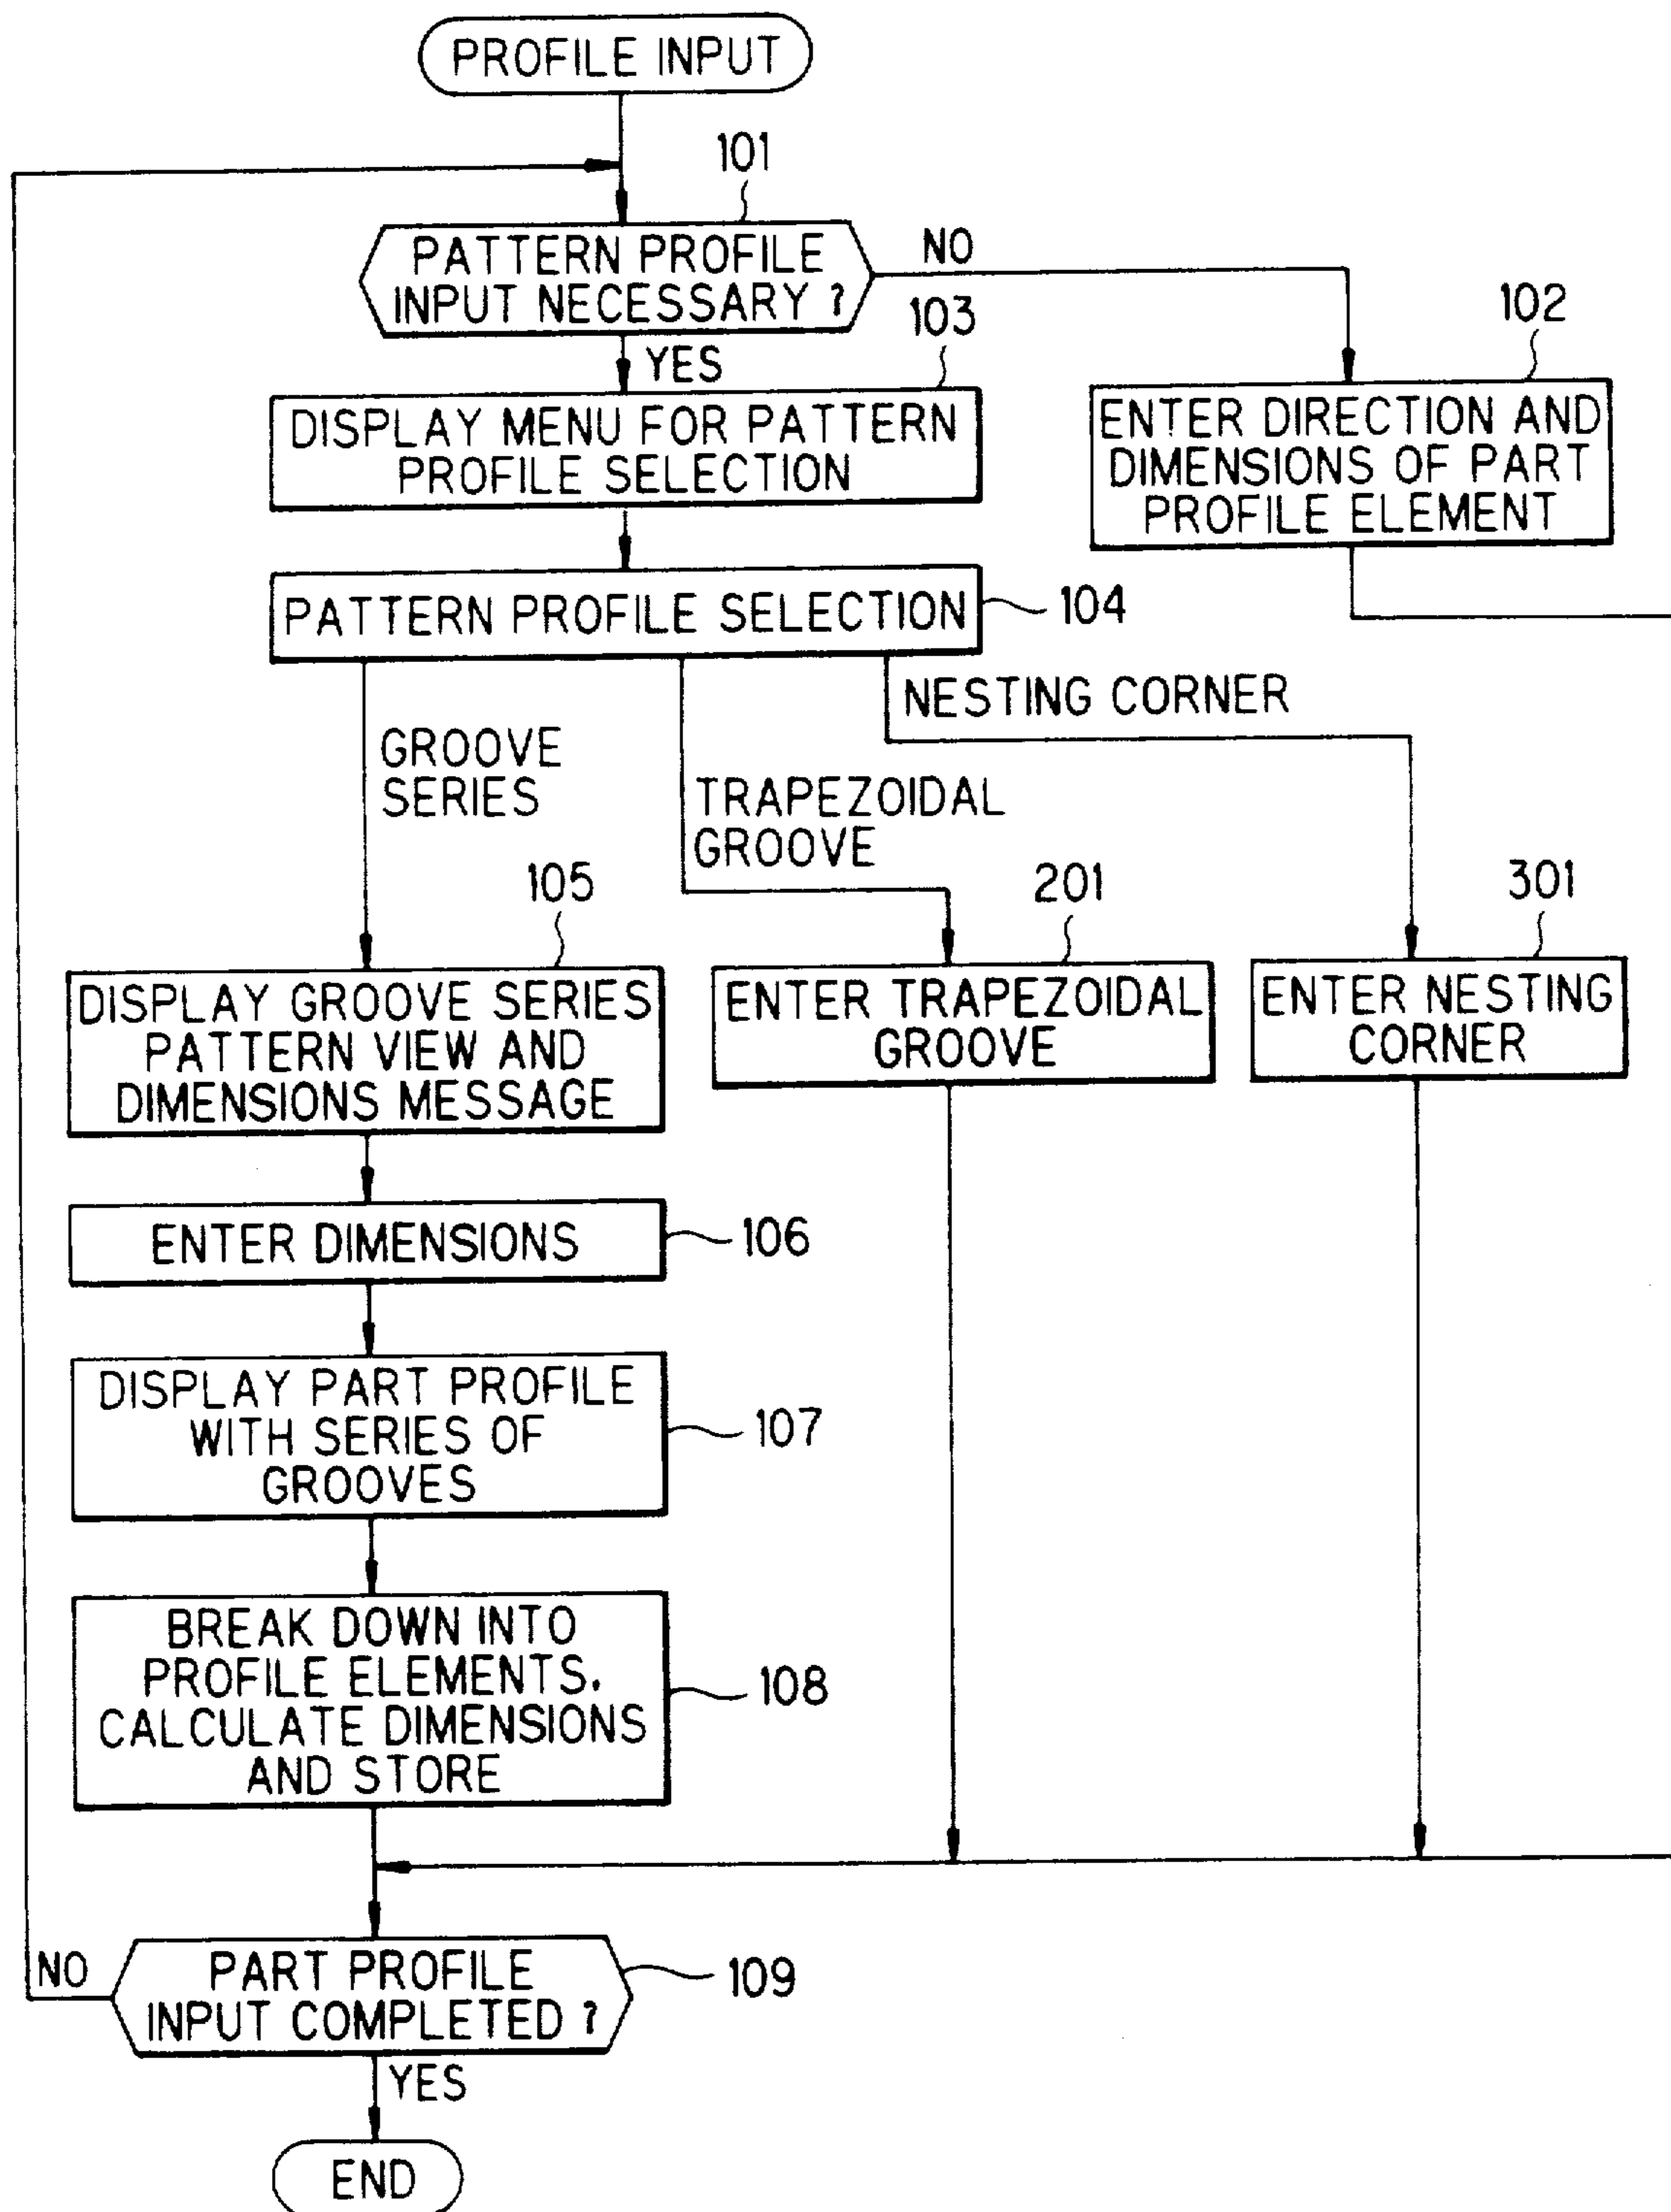 PROFILE INPUT
101
PATTERN PROFILE
INPUT NECESSARY ?
NO
YES
103
DISPLAY MENU FOR PATTERN
PROFILE SELECTION
102
ENTER DIRECTION AND
DIMENSIONS OF PART
PROFILE ELEMENT
PATTERN PROFILE SELECTION
104
GROOVE
SERIES
TRAPEZOIDAL
GROOVE
NESTING CORNER
105
DISPLAY GROOVE SERIES
PATTERN VIEW AND
DIMENSIONS MESSAGE
201
ENTER TRAPEZOIDAL
GROOVE
301
ENTER NESTING
CORNER
ENTER DIMENSIONS
106
DISPLAY PART PROFILE
WITH SERIES OF
GROOVES
107
BREAK DOWN INTO
PROFILE ELEMENTS.
CALCULATE DIMENSIONS
AND STORE
108
NO
PART PROFILE
INPUT COMPLETED ?
109
YES
END